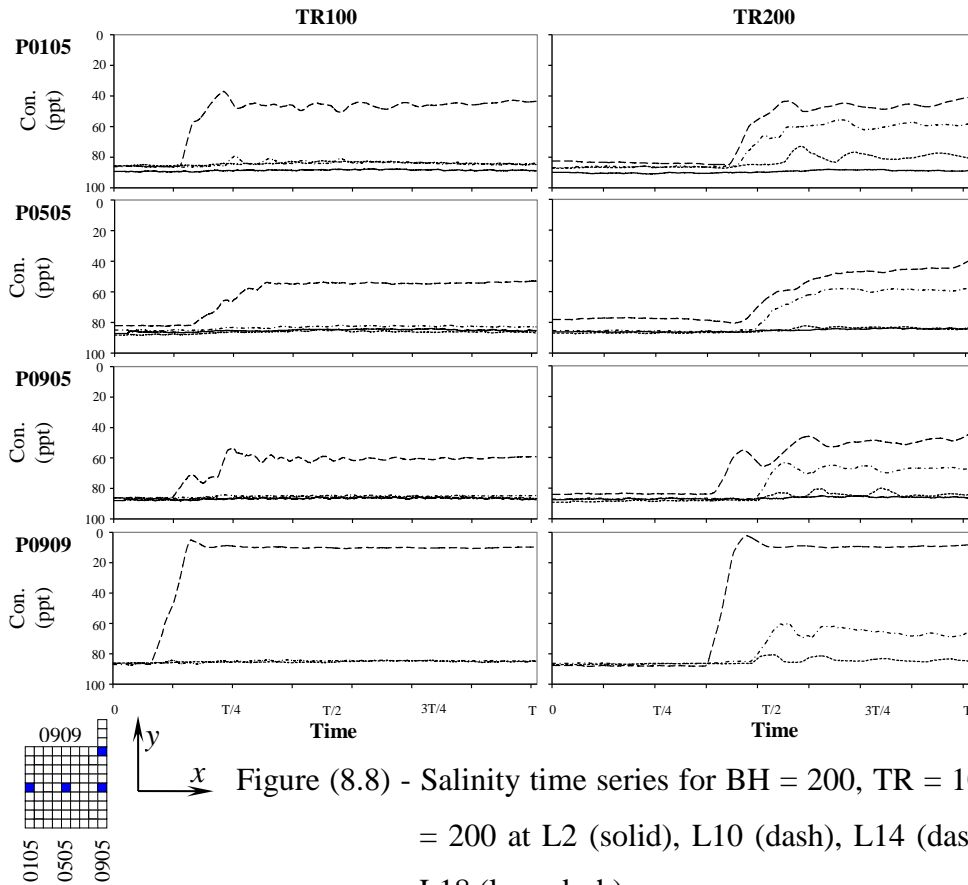 TR100 TR200
P0105
Con.
(ppt)
0
20
40
60
80
100
P0505
Con.
(ppt)
0
20
40
60
80
100
P0905
Con.
(ppt)
0
20
40
60
80
100
P0909
Con.
(ppt)
0
20
40
60
80
100
0 T/4 T/2 3T/4 T 0 T/4 T/2 3T/4 T
Time Time
0909
y
x
0105 0505 0905
Figure (8.8) - Salinity time series for BH = 200, TR =
= 200 at L2 (solid), L10 (dash), L14